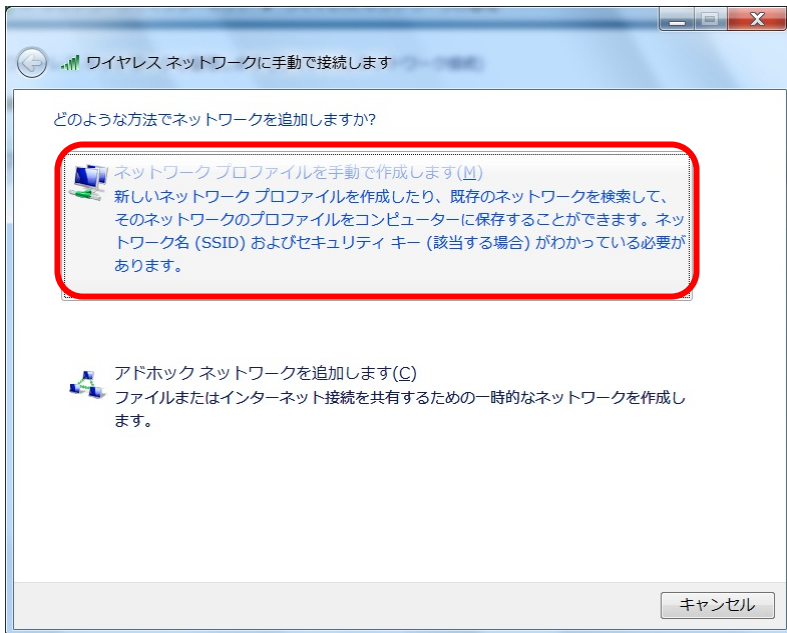 ワイヤレス ネットワークに手動で接続します
どのような方法でネットワークを追加しますか?
ネットワーク プロファイルを手動で作成します(M)
新しいネットワーク プロファイルを作成したり、既存のネットワークを検索して、
そのネットワークのプロファイルをコンピューターに保存することができます。ネッ
トワーク名 (SSID) およびセキュリティ キー (該当する場合) がわかっている必要が
あります。
アドホック ネットワークを追加します(C)
ファイルまたはインターネット接続を共有するための一時的なネットワークを作成し
ます。
キャンセル